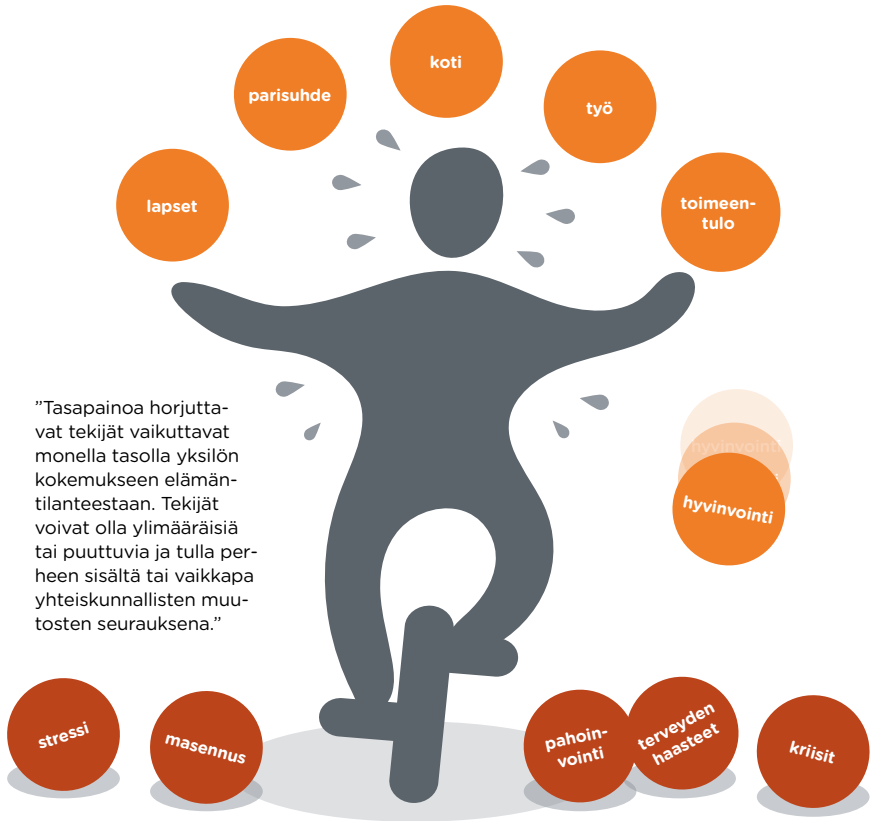 koti
parisuhde
työ
lapset
toimeen-
tulo
”Tasapainoa horjutta-
vat tekijät vaikuttavat
monella tasolla yksilön
kokemukseen elämän-
tilanteestaan. Tekijät
voivat olla ylimääräisiä
tai puuttuvia ja tulla per-
heen sisältä tai vaikkapa
yhteiskunnallisten muu-
tosten seurauksena.”
hyvinvointi
hyvinvointi
stressi
masennus
pahoin-
vointi
terveyden
haasteet
kriisit